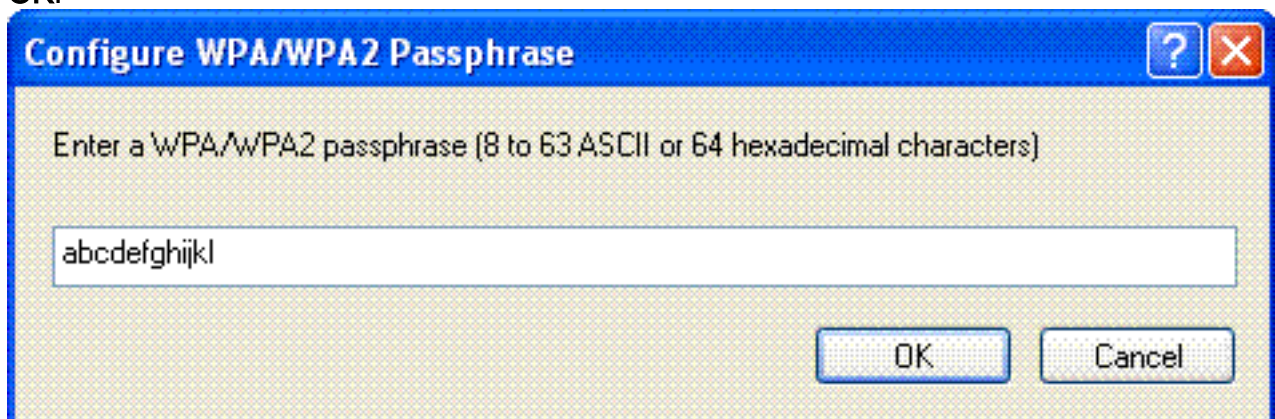 OK.
Configure WPA/WPA2 Passphrase
Enter a WPA/WPA2 passphrase (8 to 63 ASCII or 64 hexadecimal characters)
abcdefghijkl
OK
Cancel